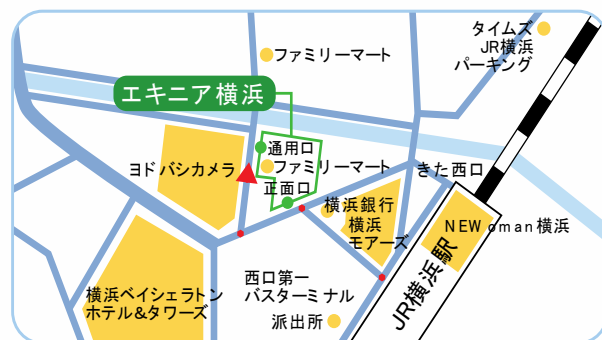 タイムズ
JR横浜
パーキング
ファミリーマート
エキニア横浜
通用口
ヨドバシカメラ
ファミリーマート
きた西口
正面口
横浜銀行
横浜
モアーズ
NEWoman横浜
JR横浜駅
西口第一
バスターミナル
横浜ベイシェラトン
ホテル&タワーズ
派出所